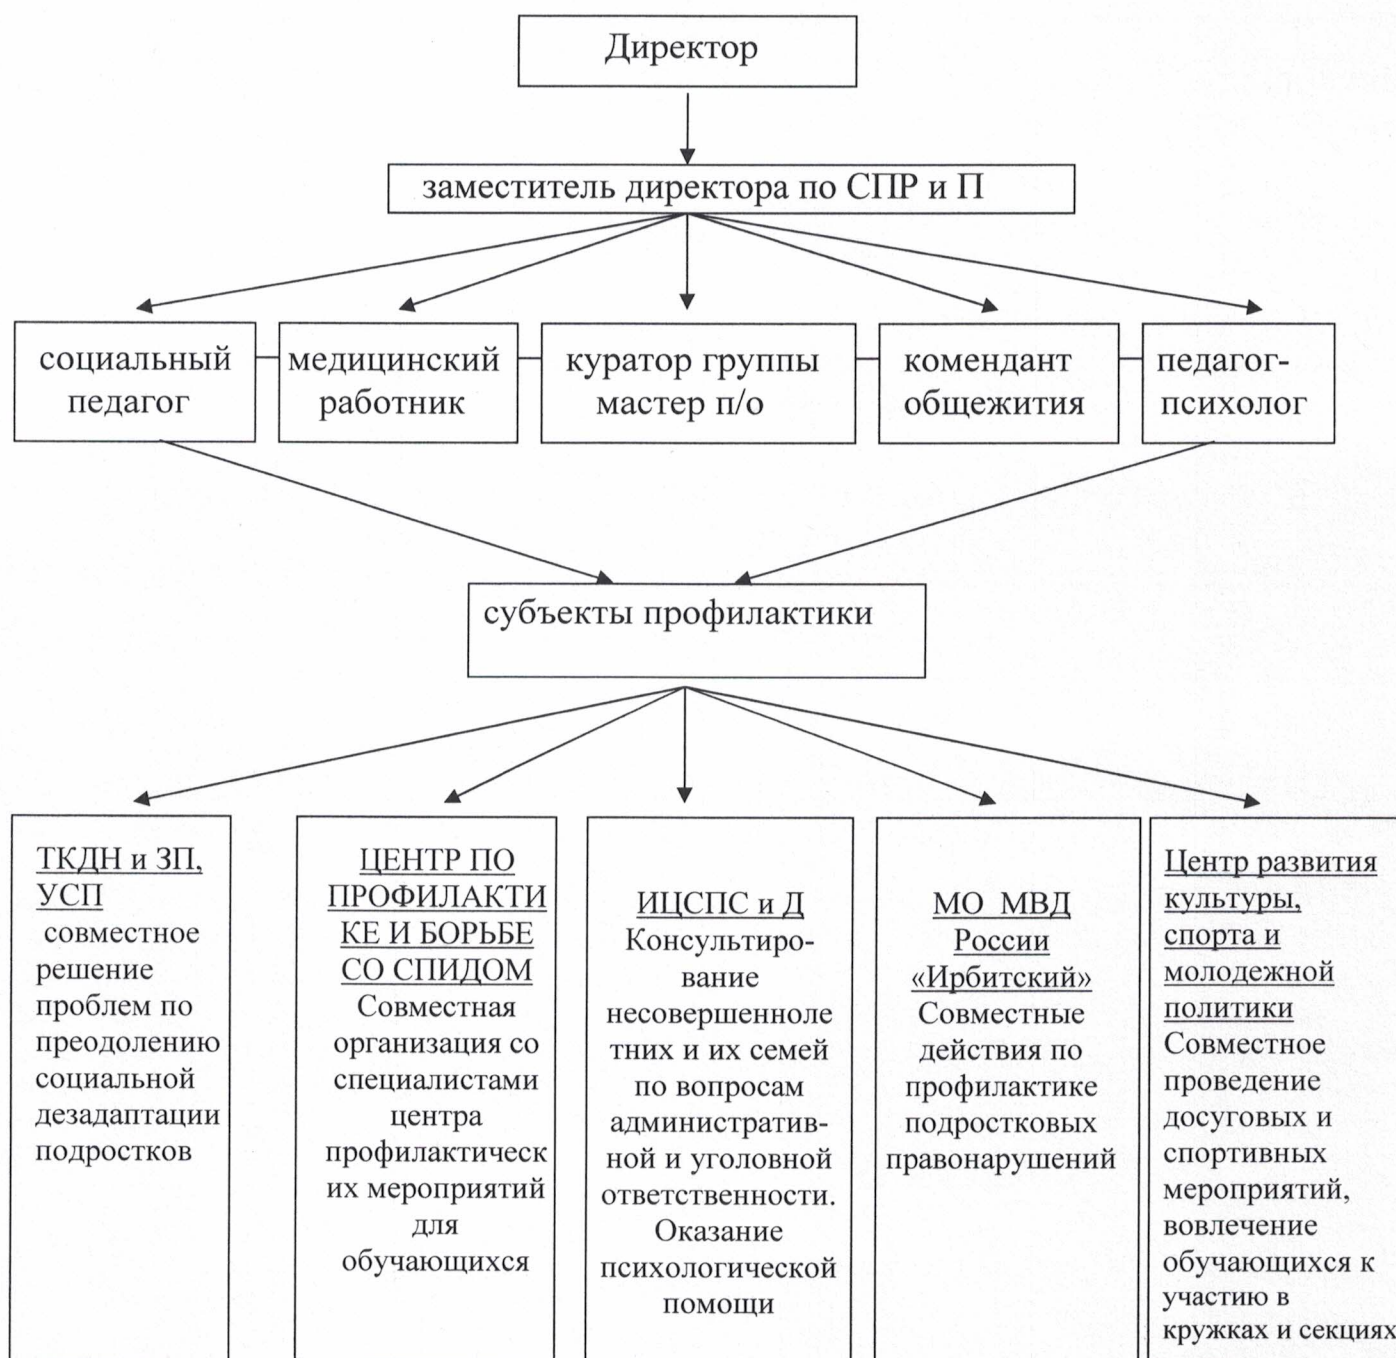 Директор
заместитель директора по СПР и П
социальный
педагог
медицинский
работник
куратор группы
мастер п/о
комендант
общежития
педагог-
психолог
субъекты профилактики
ТКДН и ЗП,
УСП
совместное
решение
проблем по
преодолению
социальной
дезадаптации
подростков
ЦЕНТР ПО
ПРОФИЛАКТИ
КЕ И БОРЬБЕ
СО СПИДОМ
Совместная
организация со
специалистами
центра
профилактическ
их мероприятий
для
обучающихся
ИЦСПС и Д
Консультиро-
вание
несовершенноле
тних и их семей
по вопросам
административ-
ной и уголовной
ответственности.
Оказание
психологической
помощи
МО МВД
России
«Ирбитский»
Совместные
действия по
профилактике
подростковых
правонарушений
Центр развития
культуры,
спорта и
молодежной
политики
Совместное
проведение
досуговых и
спортивных
мероприятий,
вовлечение
обучающихся к
участию в
кружках и секциях